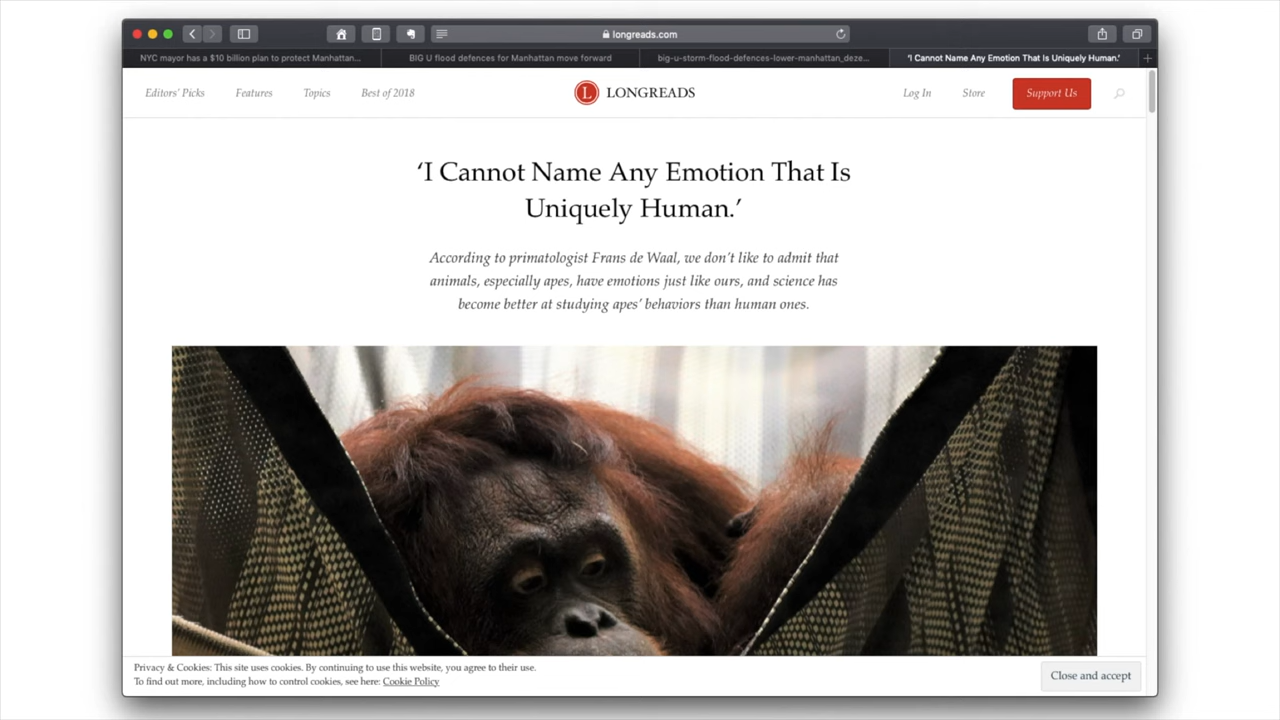 longreads.com
NYC mayor has a $10 billion plan to protect Manhattan...
BIG U flood defences for Manhattan move forward
big-u-storm-flood-defences-lower-manhattan_deze...
'I Cannot Name Any Emotion That Is Uniquely Human.'
Editors' Picks
Features
Topics
Best of 2018
L LONGREADS
Log In
Store
Support Us
‘I Cannot Name Any Emotion That Is
Uniquely Human.’
According to primatologist Frans de Waal, we don’t like to admit that
animals, especially apes, have emotions just like ours, and science has
become better at studying apes’ behaviors than human ones.
Privacy & Cookies: This site uses cookies. By continuing to use this website, you agree to their use.
To find out more, including how to control cookies, see here: Cookie Policy
Close and accept